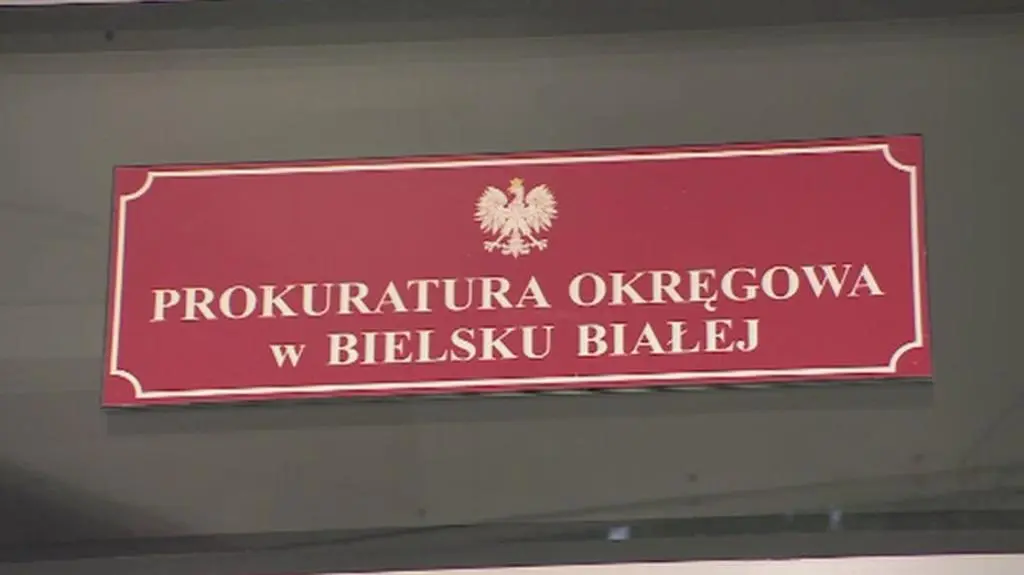 PROKURATURA OKRĘGOWA
w BIELSKU BIAŁEJ